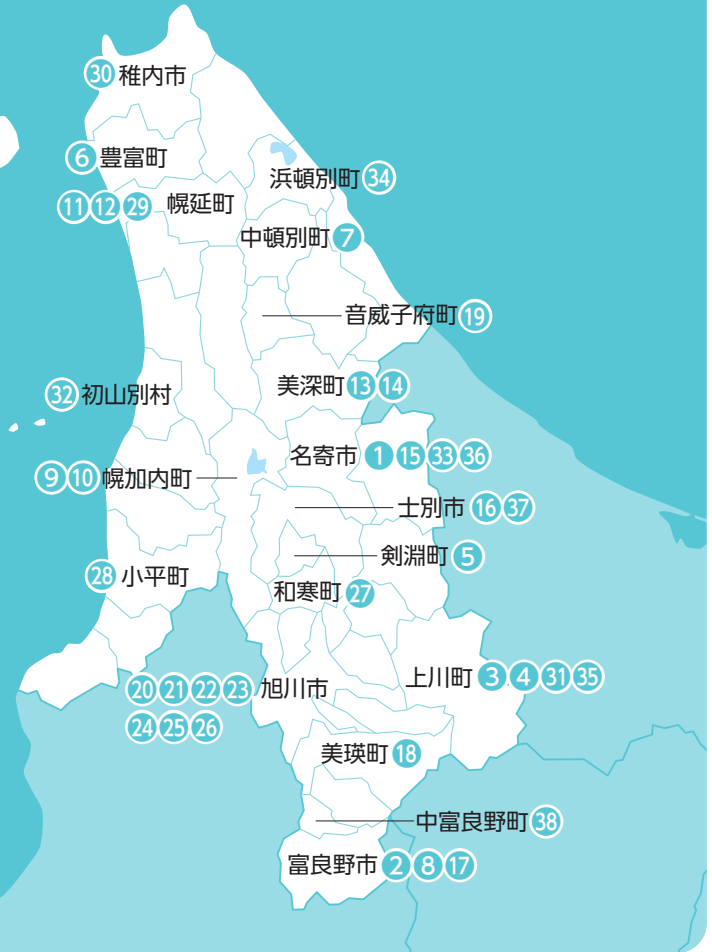 ㉚ 稚内市
⑥ 豊富町
浜頓別町 ㉞
⑪ ⑫ ㉙ 幌延町
中頓別町 ⑦
音威子府町 ⑲
美深町 ⑬ ⑭
㉜ 初山別村
名寄市 ① ⑮ ㉝ ㊱
⑨ ⑩ 幌加内町
士別市 ⑯ ㊲
剣淵町 ⑤
㉘ 小平町
和寒町 ㉗
上川町 ③ ④ ㉛ ㉟
⑳ ㉑ ㉒ ㉓ 旭川市
㉔ ㉕ ㉖
美瑛町 ⑱
中富良野町 ㊳
富良野市 ② ⑧ ⑰